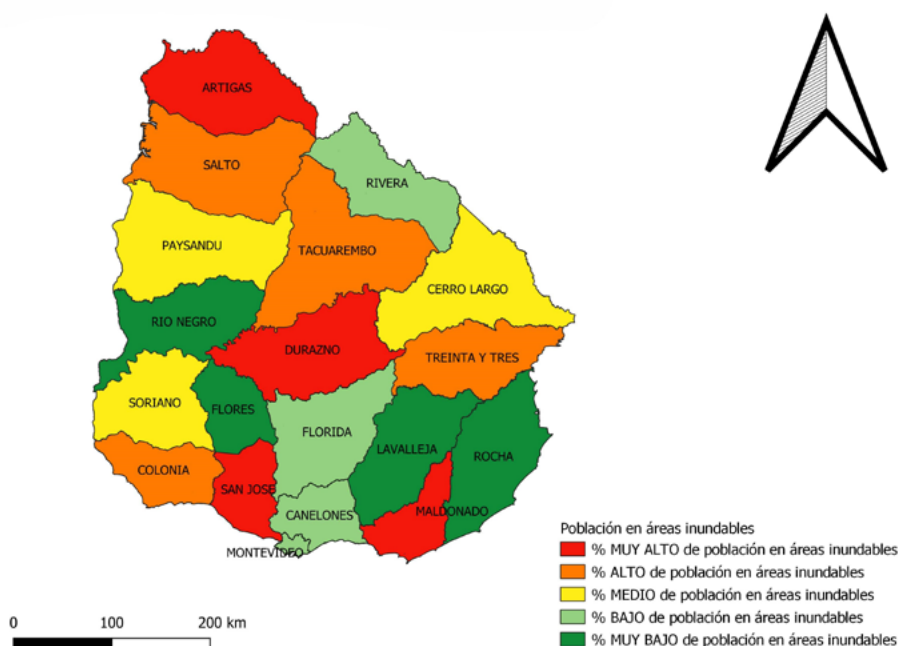 ARTIGAS
SALTO
RIVERA
PAYSANDU
TACUAREMBO
CERRO LARGO
RIO NEGRO
DURAZNO
TREINTA Y TRES
SORIANO
FLORES
FLORIDA
LAVALLEJA
ROCHA
COLONIA
SAN JOSE
CANELONES
MALDONADO
MONTEVIDEO
Población en áreas inundables
% MUY ALTO de población en áreas inundables
% ALTO de población en áreas inundables
% MEDIO de población en áreas inundables
% BAJO de población en áreas inundables
% MUY BAJO de población en áreas inundables
0 100 200 km